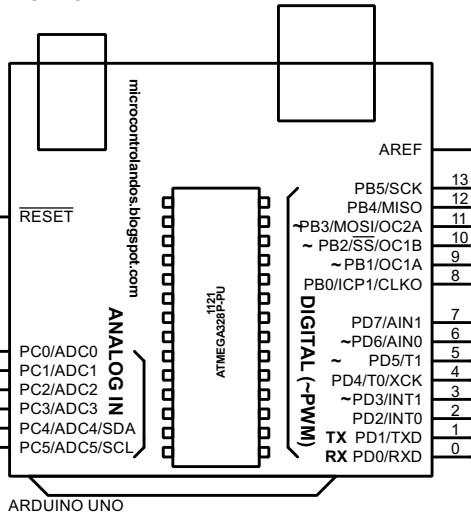 microcontrolandos.blogspot.com
RESET
ANALOG IN
PC0/ADC0
PC1/ADC1
PC2/ADC2
PC3/ADC3
PC4/ADC4/SDA
PC5/ADC5/SCL
1121
ATMEGA328P-PU
DIGITAL (~PWM)
AREF
PB5/SCK 13
PB4/MISO 12
~PB3/MOSI/OC2A 11
~ PB2/SS/OC1B 10
~PB1/OC1A 9
PB0/ICP1/CLKO 8
PD7/AIN1 7
~PD6/AIN0 6
~ PD5/T1 5
PD4/T0/XCK 4
~PD3/INT1 3
PD2/INT0 2
TX PD1/TXD 1
RX PD0/RXD 0
ARDUINO UNO